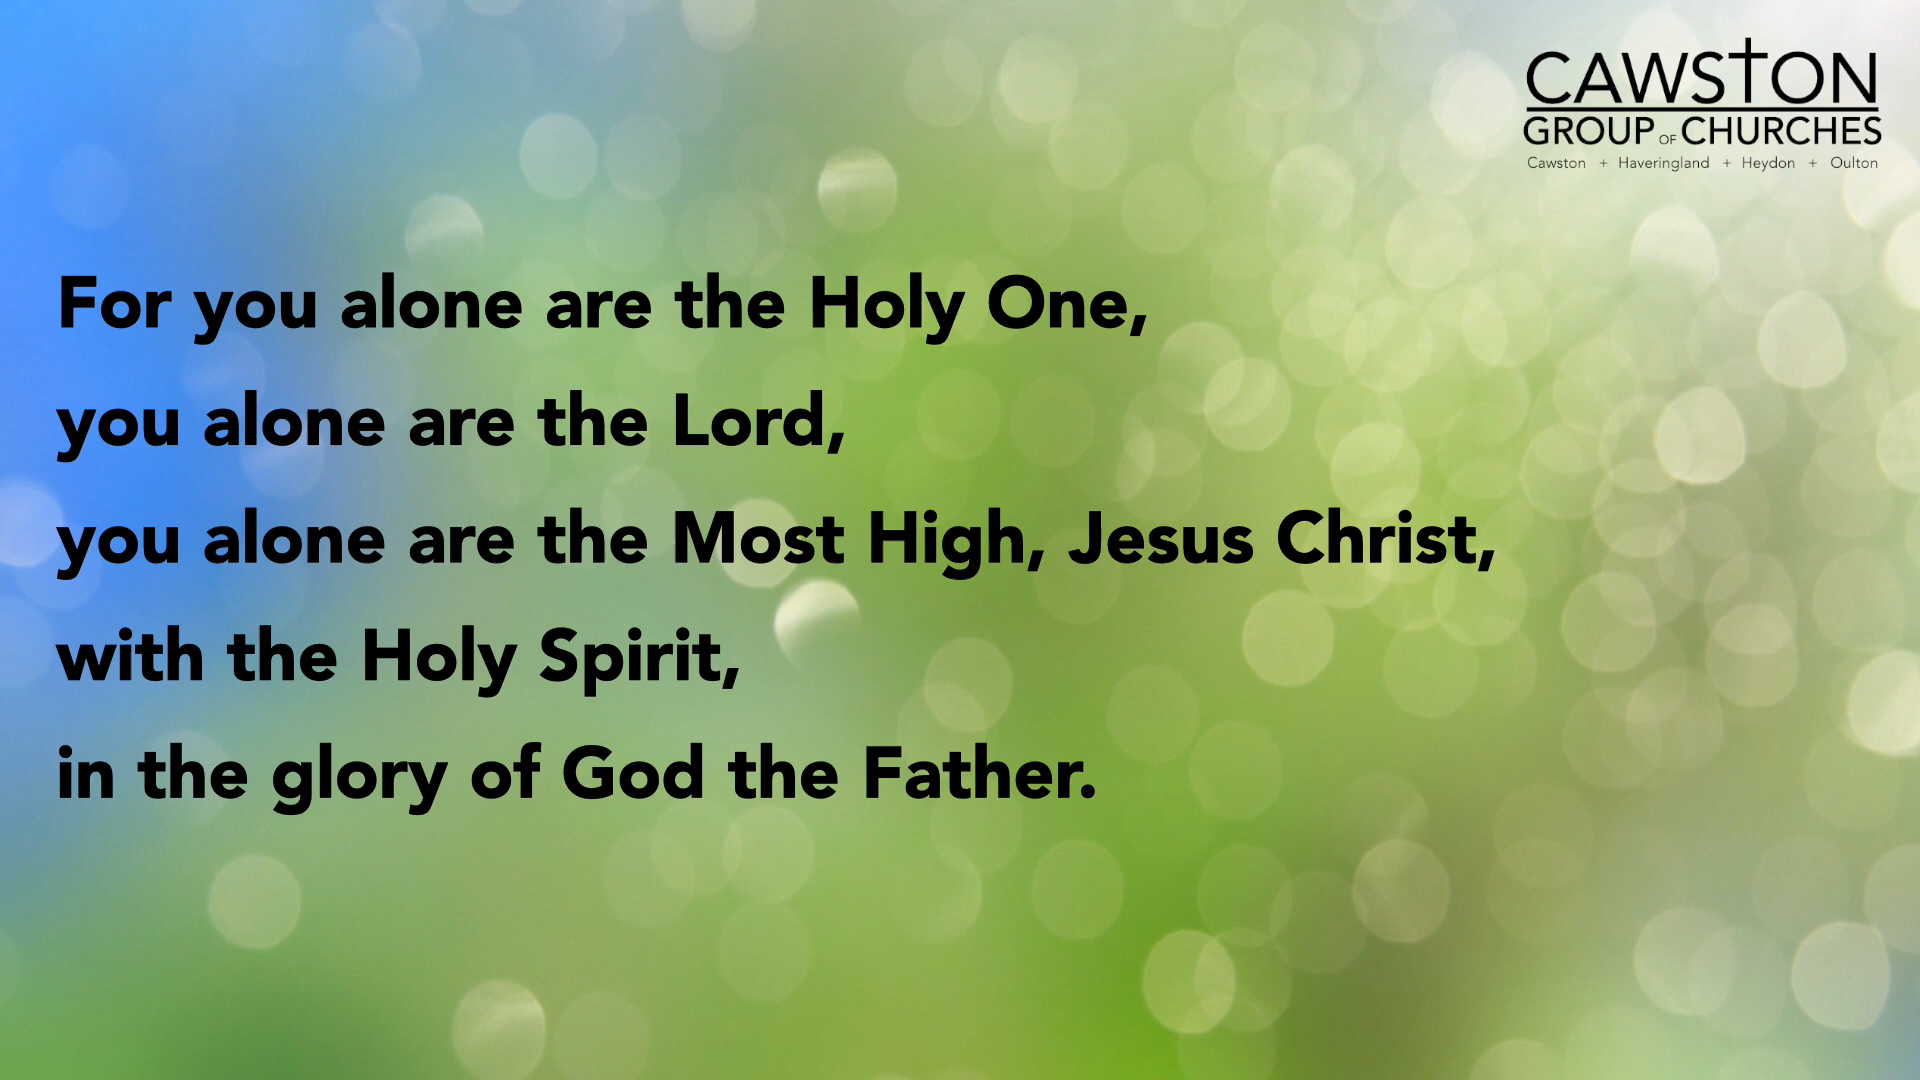 CAWSTON
GROUP OF CHURCHES
Cawston + Haveringland + Heydon + Oulton
For you alone are the Holy One,
you alone are the Lord,
you alone are the Most High, Jesus Christ,
with the Holy Spirit,
in the glory of God the Father.